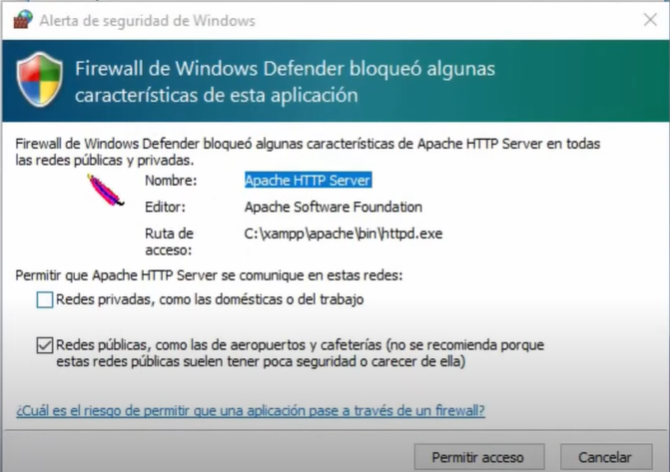 Alerta de seguridad de Windows
Firewall de Windows Defender bloqueó algunas
características de esta aplicación
Firewall de Windows Defender bloqueó algunas características de Apache HTTP Server en todas
las redes públicas y privadas.
Nombre: Apache HTTP Server
Editor: Apache Software Foundation
Ruta de acceso: C:\xampp\apache\bin\httpd.exe
Permitir que Apache HTTP Server se comunique en estas redes:
Redes privadas, como las domésticas o del trabajo
Redes públicas, como las de aeropuertos y cafeterías (no se recomienda porque
estas redes públicas suelen tener poca seguridad o carecer de ella)
¿Cuál es el riesgo de permitir que una aplicación pase a través de un firewall?
Permitir acceso Cancelar